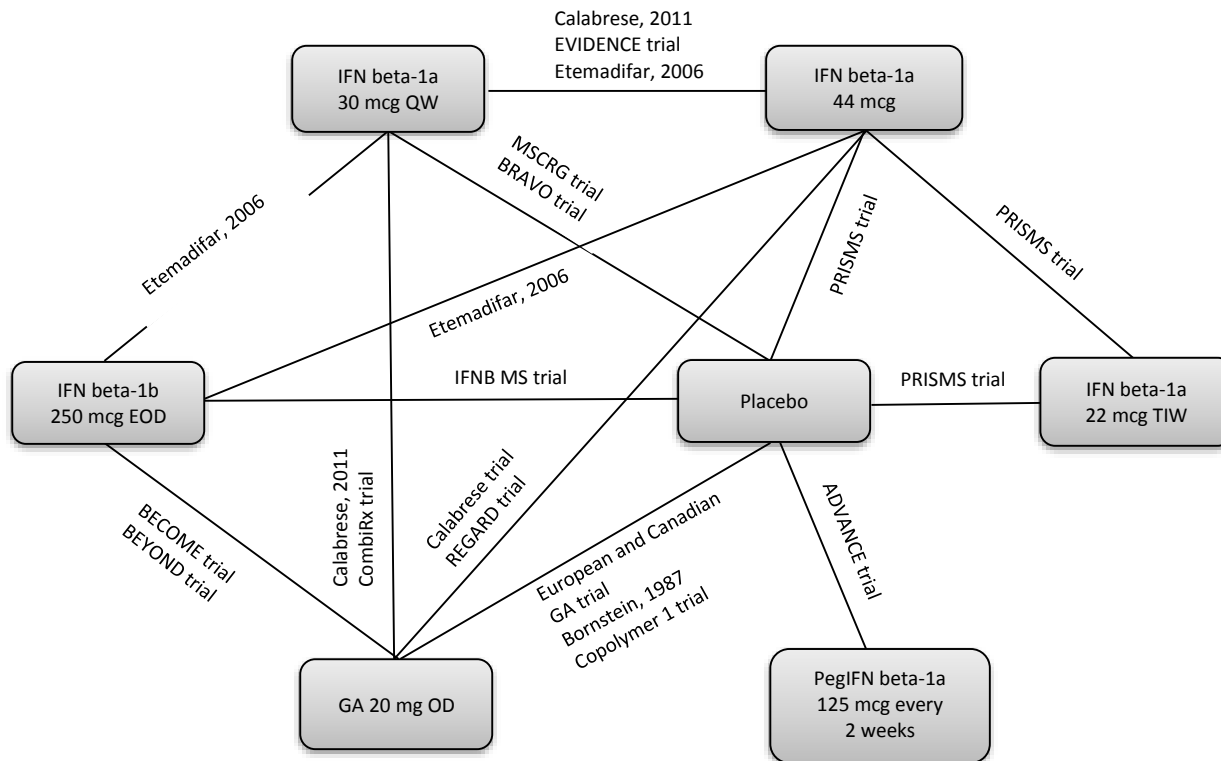 Calabrese, 2011
EVIDENCE trial
Etemadifar, 2006
IFN beta-1a
30 mcg QW
IFN beta-1a
44 mcg
MSCRG trial
BRAVO trial
Etemadifar, 2006
PRISMS trial
PRISMS trial
Etemadifar, 2006
IFN beta-1b
250 mcg EOD
IFNB MS trial
Placebo
PRISMS trial
IFN beta-1a
22 mcg TIW
BECOME trial
BEYOND trial
Calabrese, 2011
CombiRx trial
Calabrese trial
REGARD trial
European and Canadian
GA trial
Bornstein, 1987
Copolymer 1 trial
ADVANCE trial
GA 20 mg OD
PegIFN beta-1a
125 mcg every
2 weeks